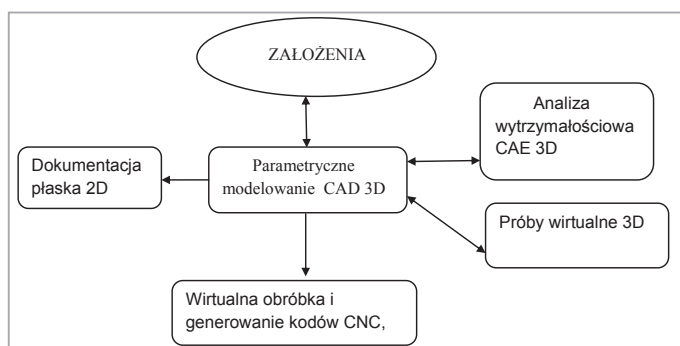 ZAŁOŻENIA
Analiza
wytrzymałościowa
CAE 3D
Dokumentacja
płaska 2D
Parametryczne
modelowanie CAD 3D
Próby wirtualne 3D
Wirtualna obróbka i
generowanie kodów CNC,